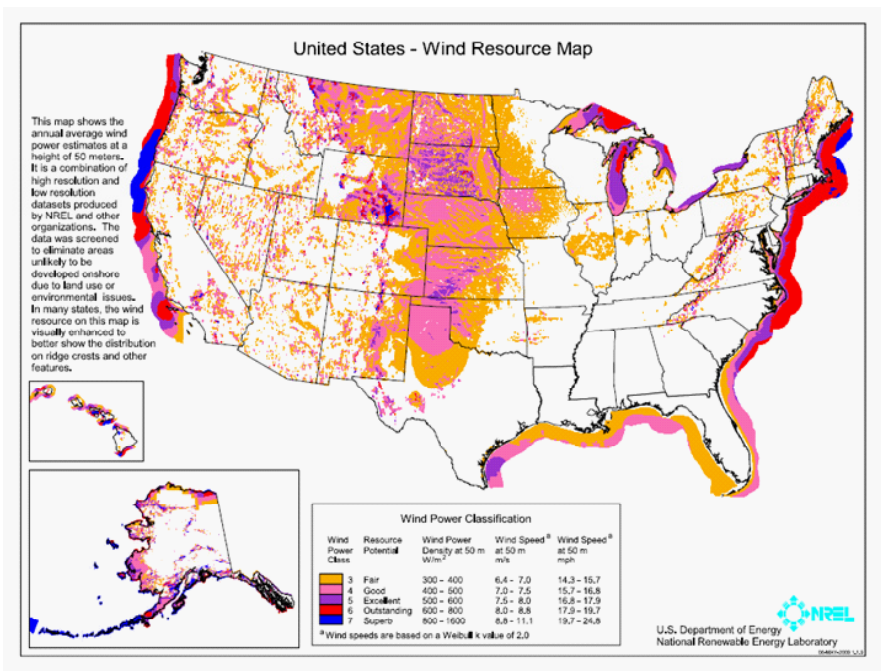 United States - Wind Resource Map
This map shows the
annual average wind
power estimates at a
height of 50 meters.
It is a combination of
high resolution and
low resolution
datasets produced
by NREL and other
organizations. The
data was screened
to eliminate areas
unlikely to be
developed onshore
due to land use or
environmental issues.
In many states, the wind
resource on this map is
visually enhanced to
better show the distribution
on ridge crests and other
features.
Wind Power Classification
Wind Resource Wind Power Wind Speed a Wind Speed a
Power Potential Density at 50 m at 50 m at 50 m
Class W/m2 m/s mph
3 Fair 300 - 400 6.4 - 7.0 14.3 - 15.7
4 Good 400 - 500 7.0 - 7.5 15.7 - 16.8
5 Excellent 500 - 600 7.5 - 8.0 16.8 - 17.9
6 Outstanding 600 - 800 8.0 - 8.8 17.9 - 19.7
7 Superb 800 - 1600 8.8 - 11.1 19.7 - 24.8
a Wind speeds are based on a Weibull k value of 2.0
NREL
U.S. Department of Energy
National Renewable Energy Laboratory